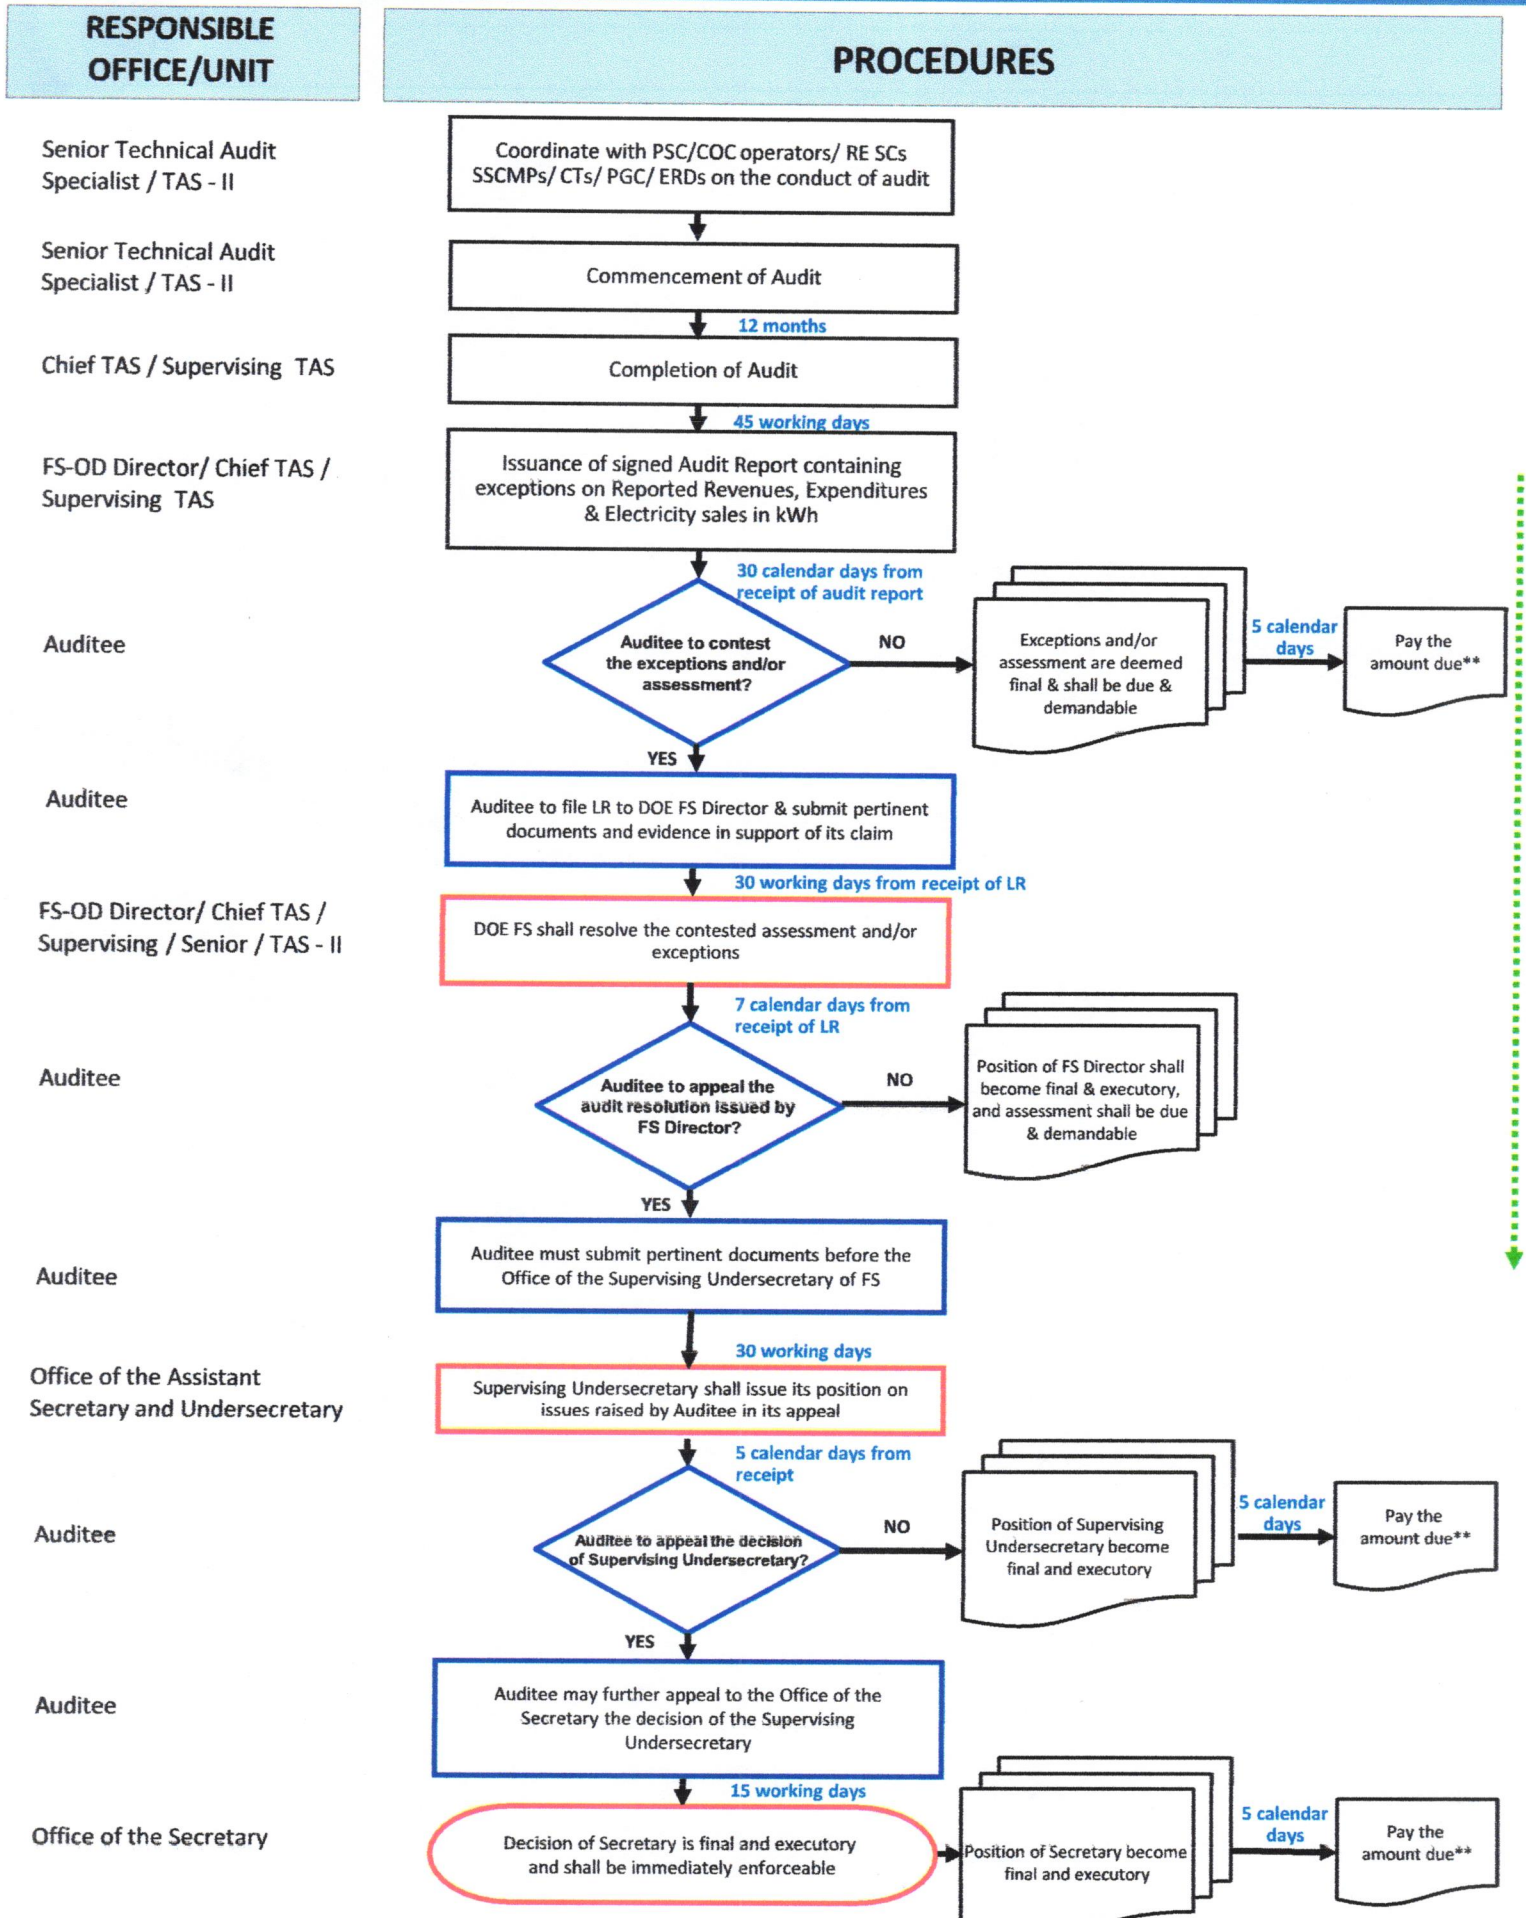 RESPONSIBLE
OFFICE/UNIT
PROCEDURES
Senior Technical Audit
Specialist / TAS - II
Coordinate with PSC/COC operators/ RE SCs
SSCMPs/ CTs/ PGC/ ERDs on the conduct of audit
Senior Technical Audit
Specialist / TAS - II
Commencement of Audit
12 months
Chief TAS / Supervising TAS
Completion of Audit
45 working days
FS-OD Director/ Chief TAS /
Supervising TAS
Issuance of signed Audit Report containing
exceptions on Reported Revenues, Expenditures
& Electricity sales in kWh
30 calendar days from
receipt of audit report
Auditee
Auditee to contest
the exceptions and/or
assessment?
NO
Exceptions and/or
assessment are deemed
final & shall be due &
demandable
5 calendar
days
Pay the
amount due**
YES
Auditee
Auditee to file LR to DOE FS Director & submit pertinent
documents and evidence in support of its claim
30 working days from receipt of LR
FS-OD Director/ Chief TAS /
Supervising / Senior / TAS - II
DOE FS shall resolve the contested assessment and/or
exceptions
7 calendar days from
receipt of LR
Auditee
Auditee to appeal the
audit resolution issued by
FS Director?
NO
Position of FS Director shall
become final & executory,
and assessment shall be due
& demandable
YES
Auditee
Auditee must submit pertinent documents before the
Office of the Supervising Undersecretary of FS
30 working days
Office of the Assistant
Secretary and Undersecretary
Supervising Undersecretary shall issue its position on
issues raised by Auditee in its appeal
5 calendar days from
receipt
Auditee
Auditee to appeal the decision
of Supervising Undersecretary?
NO
Position of Supervising
Undersecretary become
final and executory
5 calendar
days
Pay the
amount due**
YES
Auditee
Auditee may further appeal to the Office of the
Secretary the decision of the Supervising
Undersecretary
15 working days
Office of the Secretary
Decision of Secretary is final and executory
and shall be immediately enforceable
Position of Secretary become
final and executory
5 calendar
days
Pay the
amount due**